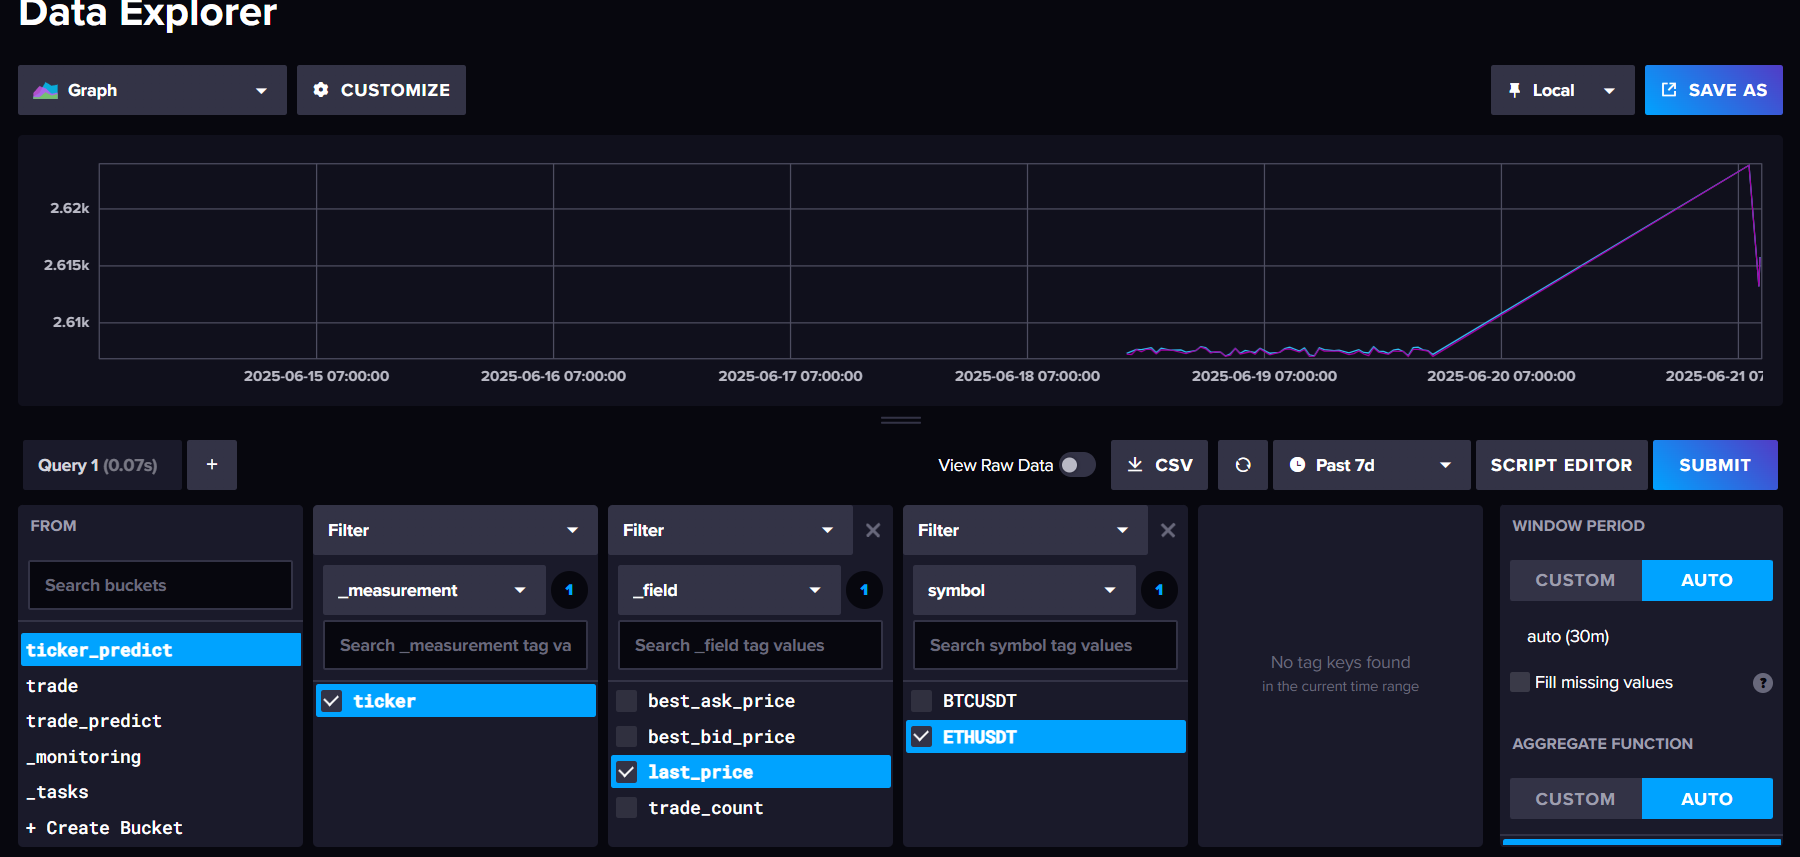 Data Explorer
Graph
CUSTOMIZE
Local
SAVE AS
2.62k
2.615k
2.61k
2025-06-15 07:00:00
2025-06-16 07:00:00
2025-06-17 07:00:00
2025-06-18 07:00:00
2025-06-19 07:00:00
2025-06-20 07:00:00
2025-06-21 07
Query 1 (0.07s)
+
View Raw Data
CSV
Past 7d
SCRIPT EDITOR
SUBMIT
FROM
Search buckets
ticker_predict
trade
trade_predict
_monitoring
_tasks
+ Create Bucket
Filter
_measurement
1
Search _measurement tag va
ticker
Filter
_field
1
Search _field tag values
best_ask_price
best_bid_price
last_price
trade_count
Filter
symbol
1
Search symbol tag values
BTCUSDT
ETHUSDT
No tag keys found
in the current time range
WINDOW PERIOD
CUSTOM
AUTO
auto (30m)
Fill missing values
?
AGGREGATE FUNCTION
CUSTOM
AUTO